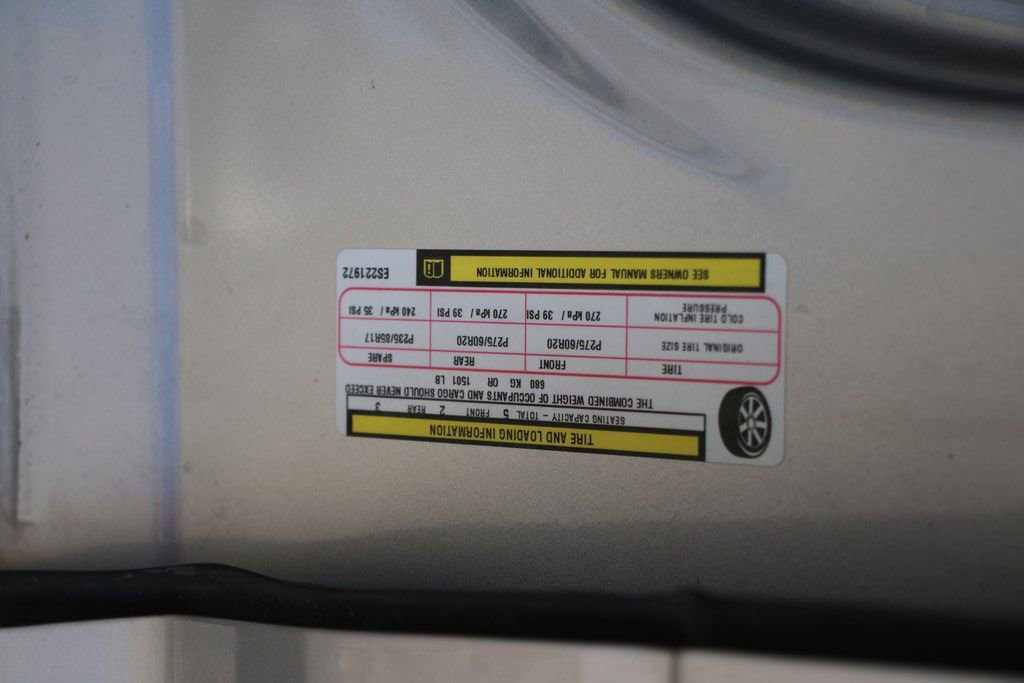 TIRE AND LOADING INFORMATION
SEATING CAPACITY - TOTAL 5 FRONT 2 REAR 3
THE COMBINED WEIGHT OF OCCUPANTS AND CARGO SHOULD NEVER EXCEED
680 KG OR 1501 LB
TIRE FRONT REAR SPARE
ORIGINAL TIRE SIZE P275/60R20 P275/60R20 P235/85R17
COLD TIRE INFLATION PRESSURE 270 kPa / 39 PSI 270 kPa / 39 PSI 240 kPa / 35 PSI
SEE OWNERS MANUAL FOR ADDITIONAL INFORMATION
ES221972